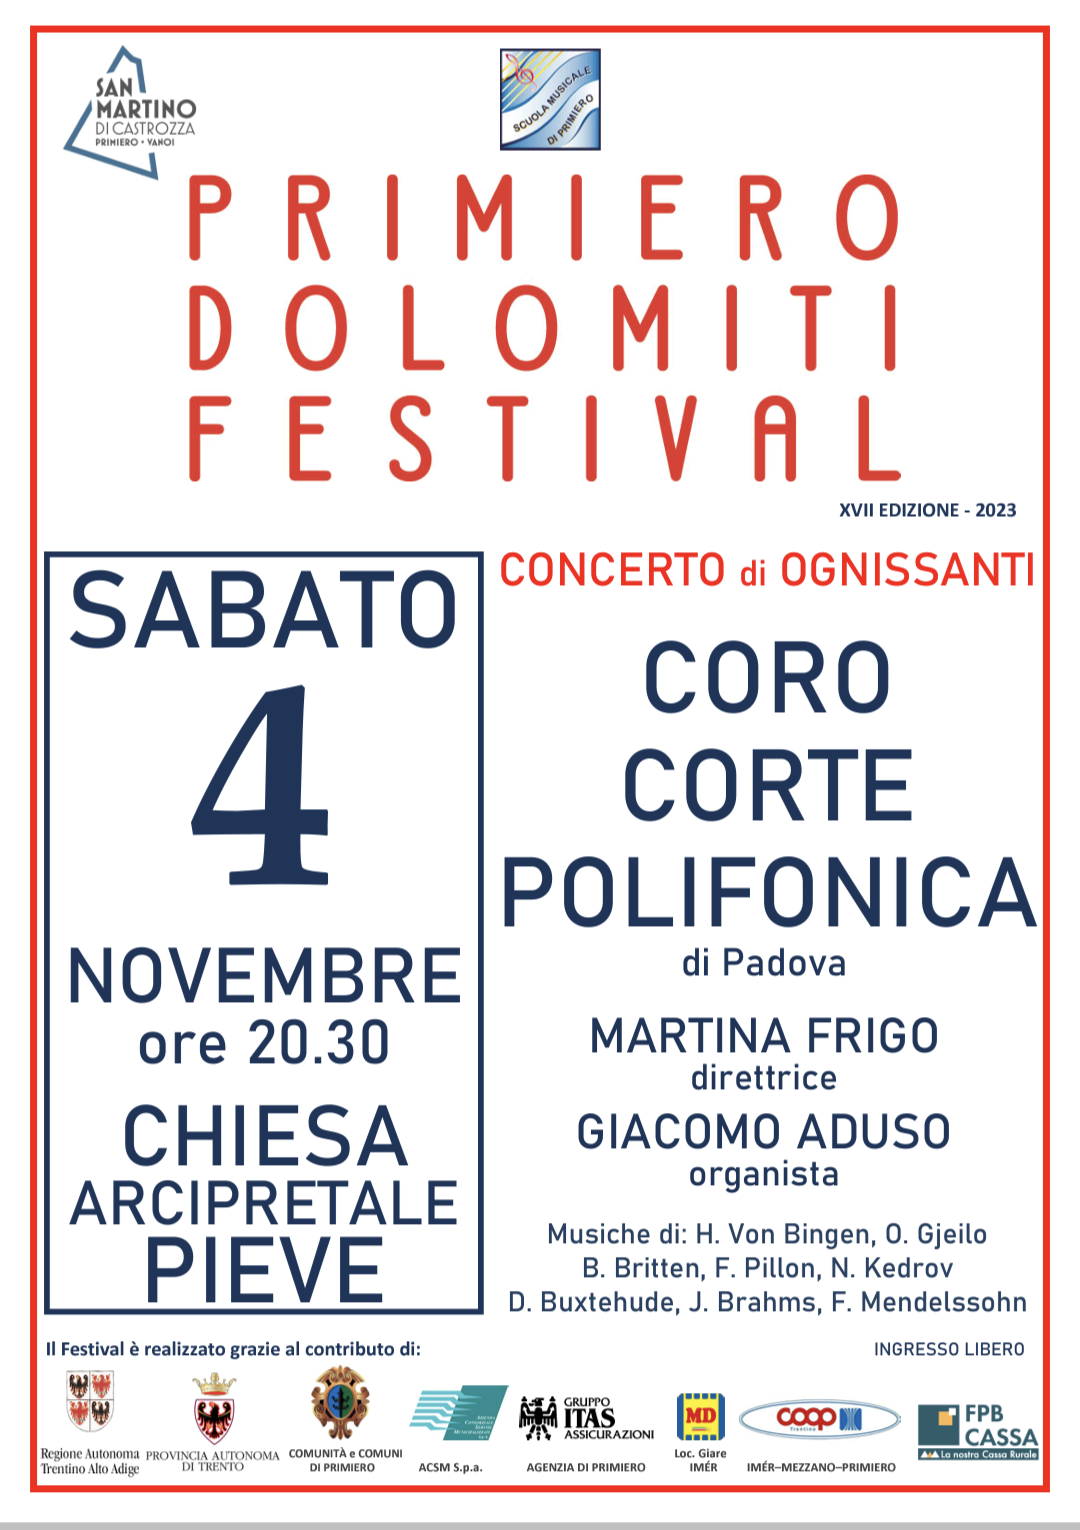 SAN
MARTINO
DI CASTROZZA
PRIMIERO • VANOI
SCUOLA MUSICALE
DI PRIMIERO
PRIMIERO
DOLOMITI
FESTIVAL
XVII EDIZIONE - 2023
SABATO
4
NOVEMBRE
ore 20.30
CHIESA
ARCIPRETALE
PIEVE
CONCERTO di OGNISSANTI
CORO
CORTE
POLIFONICA
di Padova
MARTINA FRIGO
direttrice
GIACOMO ADUSO
organista
Musiche di: H. Von Bingen, O. Gjeilo
B. Britten, F. Pillon, N. Kedrov
D. Buxtehude, J. Brahms, F. Mendelssohn
Il Festival è realizzato grazie al contributo di:
INGRESSO LIBERO
Regione Autonoma
Trentino Alto Adige
PROVINCIA AUTONOMA
DI TRENTO
COMUNITÀ e COMUNI
DI PRIMIERO
ACSM S.p.a.
GRUPPO
ITAS
ASSICURAZIONI
AGENZIA DI PRIMIERO
MD
Loc. Giare
IMÉR
coop
Trentino
IMÉR–MEZZANO–PRIMIERO
FPB
CASSA
La nostra Cassa Rurale